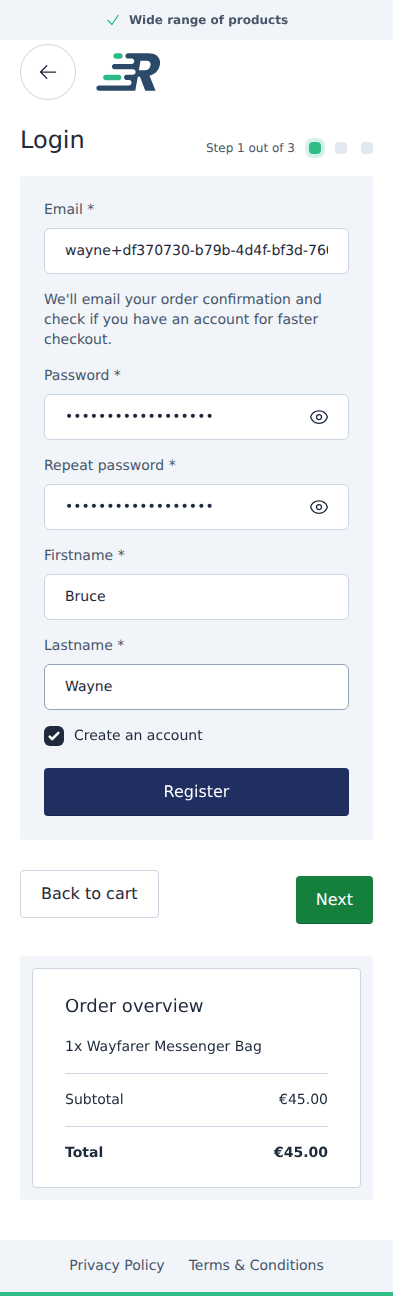 Wide range of products
R
Login
Step 1 out of 3
Email *
wayne+df370730-b79b-4d4f-bf3d-76
We'll email your order confirmation and
check if you have an account for faster
checkout.
Password *
••••••••••••••••••
Repeat password *
••••••••••••••••••
Firstname *
Bruce
Lastname *
Wayne
Create an account
Register
Back to cart
Next
Order overview
1x Wayfarer Messenger Bag
Subtotal €45.00
Total €45.00
Privacy Policy Terms & Conditions